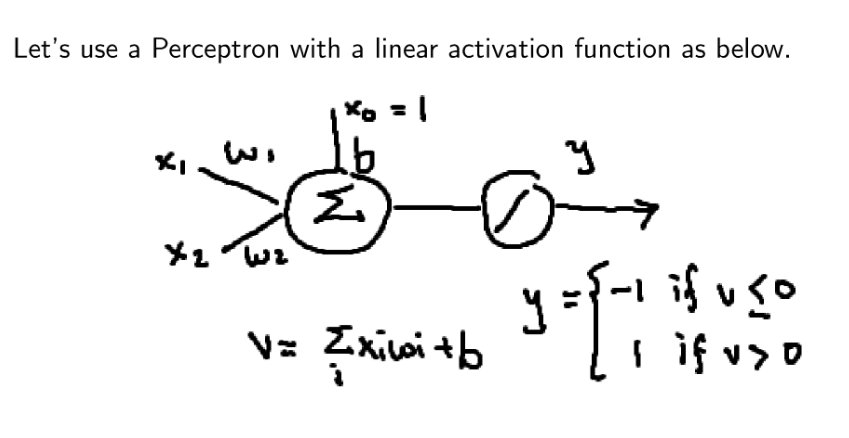 Let's use a Perceptron with a linear activation function as below.
x₀ = 1
x₁ w₁ b y
Σ
x₂ w₂
y = { -1 if v ≤ 0
1 if v > 0
v = Σ xᵢωᵢ + b
i